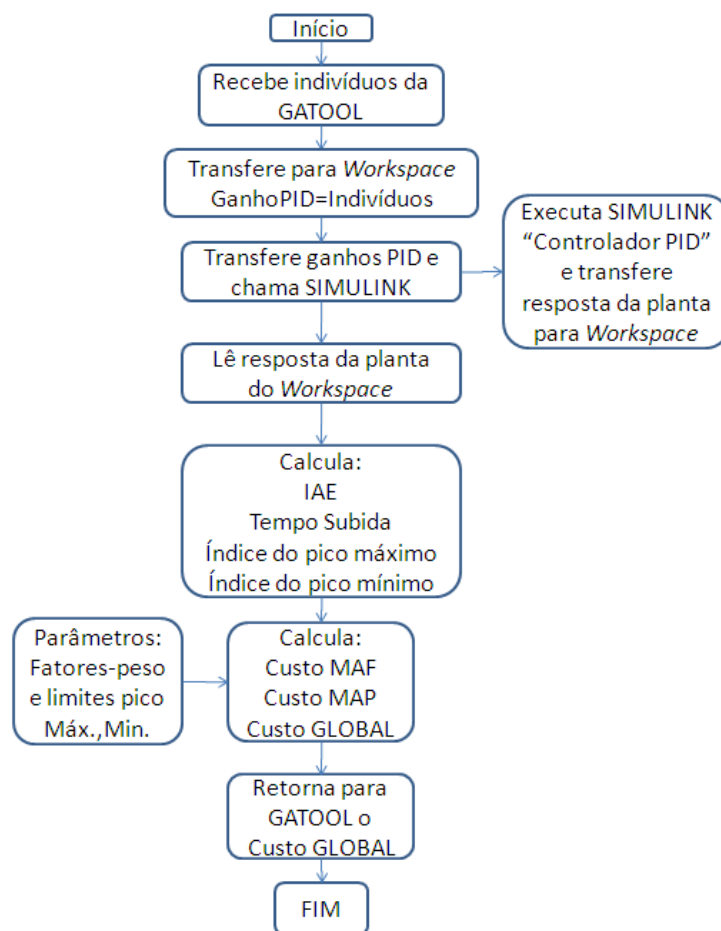 Início
Recebe indivíduos da
GATOOL
Transfere para Workspace
GanhoPID=Indivíduos
Transfere ganhos PID e
chama SIMULINK
Executa SIMULINK
“Controlador PID”
e transfere
resposta da planta
para Workspace
Lê resposta da planta
do Workspace
Calcula:
IAE
Tempo Subida
Índice do pico máximo
Índice do pico mínimo
Parâmetros:
Fatores-peso
e limites pico
Máx.,Min.
Calcula:
Custo MAF
Custo MAP
Custo GLOBAL
Retorna para
GATOOL o
Custo GLOBAL
FIM